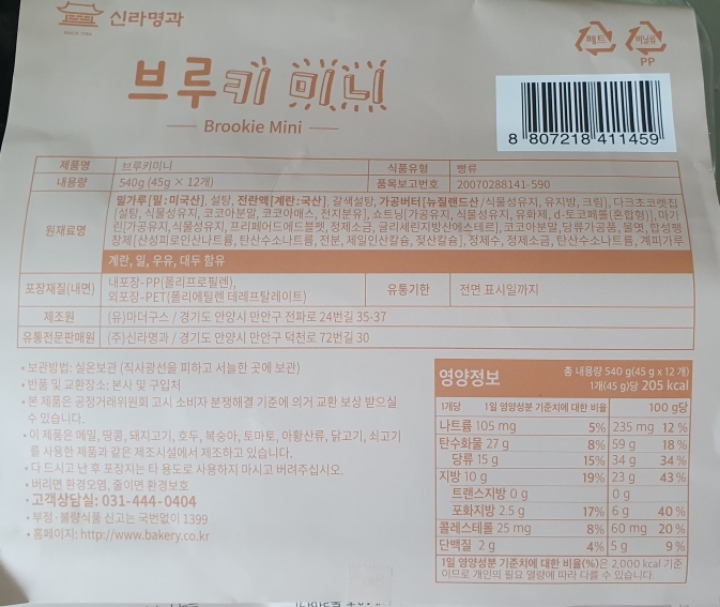 신라명과
SINCE 1984
페트
비닐류
PP
브루키 미니
Brookie Mini
8 807218 411459
제품명 브루키미니 식품유형 빵류
내용량 540g (45g × 12개) 품목보고번호 20070288141-590
원재료명 밀가루[밀:미국산], 설탕, 전란액[계란:국산], 갈색설탕, 가공버터[뉴질랜드산/식물성유지, 유지방, 크림], 다크초코렛칩
[설탕, 식물성유지, 코코아분말, 코코아매스, 전지분유], 쇼트닝[가공유지, 식물성유지, 유화제, d-토코페롤(혼합형)], 마가
린[가공유지, 식물성유지, 프리페어드에드블펫, 정제소금, 글리세린지방산에스테르], 코코아분말, 당류가공품, 물엿, 합성팽
창제[산성피로인산나트륨, 탄산수소나트륨, 전분, 제일인산칼슘, 젖산칼슘], 정제수, 정제소금, 탄산수소나트륨, 계피가루
계란, 밀, 우유, 대두 함유
포장재질(내면) 내포장-PP(폴리프로필렌),
외포장-PET(폴리에틸렌 테레프탈레이트) 유통기한 전면 표시일까지
제조원 (유)마더구스 / 경기도 안양시 만안구 전파로 24번길 35-37
유통전문판매원 (주)신라명과 / 경기도 안양시 만안구 덕천로 72번길 30
• 보관방법: 실온보관 (직사광선을 피하고 서늘한 곳에 보관)
• 반품 및 교환장소: 본사 및 구입처
• 본 제품은 공정거래위원회 고시 소비자 분쟁해결 기준에 의거 교환 보상 받으실
수 있습니다.
• 이 제품은 메밀, 땅콩, 돼지고기, 호두, 복숭아, 토마토, 아황산류, 닭고기, 쇠고기
를 사용한 제품과 같은 제조시설에서 제조하고 있습니다.
• 다 드시고 난 후 포장지는 타 용도로 사용하지 마시고 버려주십시오.
• 버리면 환경오염, 줄이면 환경보호
• 고객상담실: 031-444-0404
• 부정·불량식품 신고는 국번없이 1399
• 홈페이지: http://www.bakery.co.kr
영양정보 총 내용량 540 g(45 g x 12 개)
1개(45 g)당 205 kcal
1개당 1일 영양성분 기준치에 대한 비율 100 g당
나트륨 105 mg 5% 235 mg 12 %
탄수화물 27 g 8% 59 g 18 %
당류 15 g 15% 34 g 34 %
지방 10 g 19% 23 g 43 %
트랜스지방 0 g 0 g
포화지방 2.5 g 17% 6 g 40 %
콜레스테롤 25 mg 8% 60 mg 20 %
단백질 2 g 4% 5 g 9 %
1일 영양성분 기준치에 대한 비율(%)은 2,000 kcal 기준
이므로 개인의 필요 열량에 따라 다를 수 있습니다.